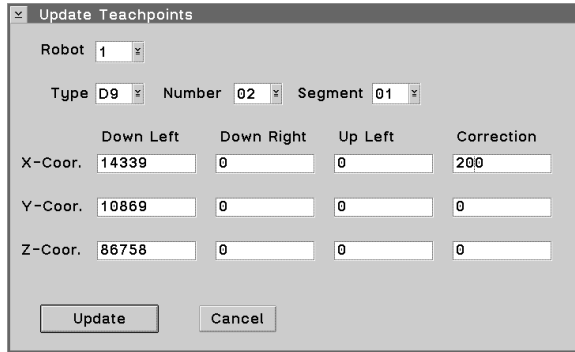 Update Teachpoints
Robot 1
Type D9 Number 02 Segment 01
Down Left Down Right Up Left Correction
X-Coor. 14339 0 0 200
Y-Coor. 10869 0 0 0
Z-Coor. 86758 0 0 0
Update Cancel